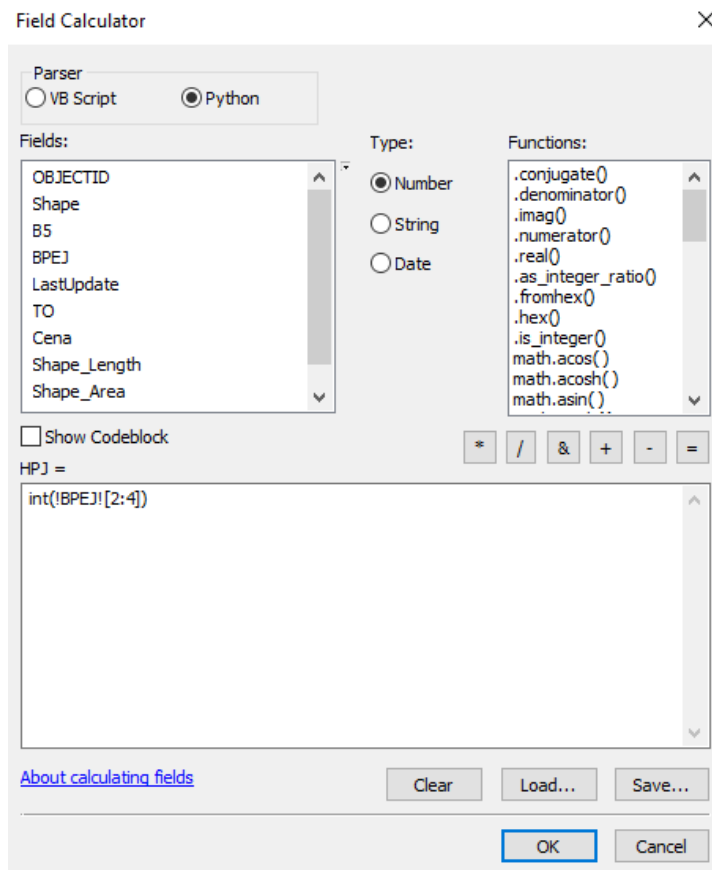 Field Calculator
Parser
VB Script
Python
Fields:
Type:
Functions:
OBJECTID
Shape
B5
BPEJ
LastUpdate
TO
Cena
Shape_Length
Shape_Area
Number
String
Date
.conjugate()
.denominator()
.imag()
.numerator()
.real()
.as_integer_ratio()
.fromhex()
.hex()
.is_integer()
math.acos( )
math.acosh( )
math.asin( )
Show Codeblock
* / & + - =
HPJ =
int(!BPEJ![2:4])
About calculating fields
Clear
Load...
Save...
OK
Cancel